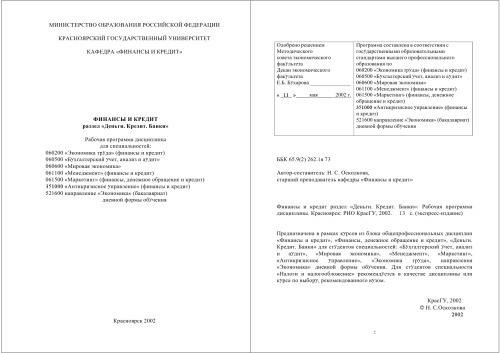 МИНИСТЕРСТВО ОБРАЗОВАНИЯ РОССИЙСКОЙ ФЕДЕРАЦИИ
КРАСНОЯРСКИЙ ГОСУДАРСТВЕННЫЙ УНИВЕРСИТЕТ
КАФЕДРА «ФИНАНСЫ И КРЕДИТ»
ФИНАНСЫ И КРЕДИТ
раздел «Деньги. Кредит. Банки»
Рабочая программа дисциплины
для специальностей:
060200 «Экономика труда» (финансы и кредит)
060500 «Бухгалтерский учет, анализ и аудит»
060600 «Мировая экономика»
061100 «Менеджмент» (финансы и кредит)
061500 «Маркетинг» (финансы, денежное обращение и кредит)
351000 «Антикризисное управление» (финансы и кредит)
521600 направление «Экономика» (бакалавриат)
дневной формы обучения
Красноярск 2002
Одобрено решением
Методического
совета экономического
факультета
Декан экономического
факультета
Е.Б. Бухарова
« 11 » май 2002 г.
Программа составлена в соответствии с
государственными образовательными
стандартами высшего профессионального
образования по
060200 «Экономика труда» (финансы и кредит)
060500 «Бухгалтерский учет, анализ и аудит»
060600 «Мировая экономика»
061100 «Менеджмент» (финансы и кредит)
061500 «Маркетинг» (финансы, денежное
обращение и кредит)
351000 «Антикризисное управление» (финансы
и кредит)
521600 направление «Экономика» (бакалавриат)
дневной формы обучения
ББК 65.9(2) 262.1я 73
Автор-составитель: Н. С. Осколкова,
старший преподаватель кафедры «Финансы и кредит»
Финансы и кредит раздел «Деньги. Кредит. Банки»: Рабочая программа
дисциплины. Красноярск: РИО КрасГУ, 2002. 13 с. (экспресс-издание)
Предназначена в рамках курсов из блока общепрофессиональных дисциплин
«Финансы и кредит», «Финансы, денежное обращение и кредит», «Деньги.
Кредит. Банки» для студентов специальностей: «Бухгалтерский учет, анализ
и аудит», «Мировая экономика», «Менеджмент», «Маркетинг»,
«Антикризисное управление», «Экономика труда», направления
«Экономика» дневной формы обучения. Для студентов специальности
«Налоги и налогообложение» рекомендуется в качестве дисциплины или
курса по выбору, рекомендованного вузом.
КрасГУ, 2002
© Н. С.Осколкова
2002
2